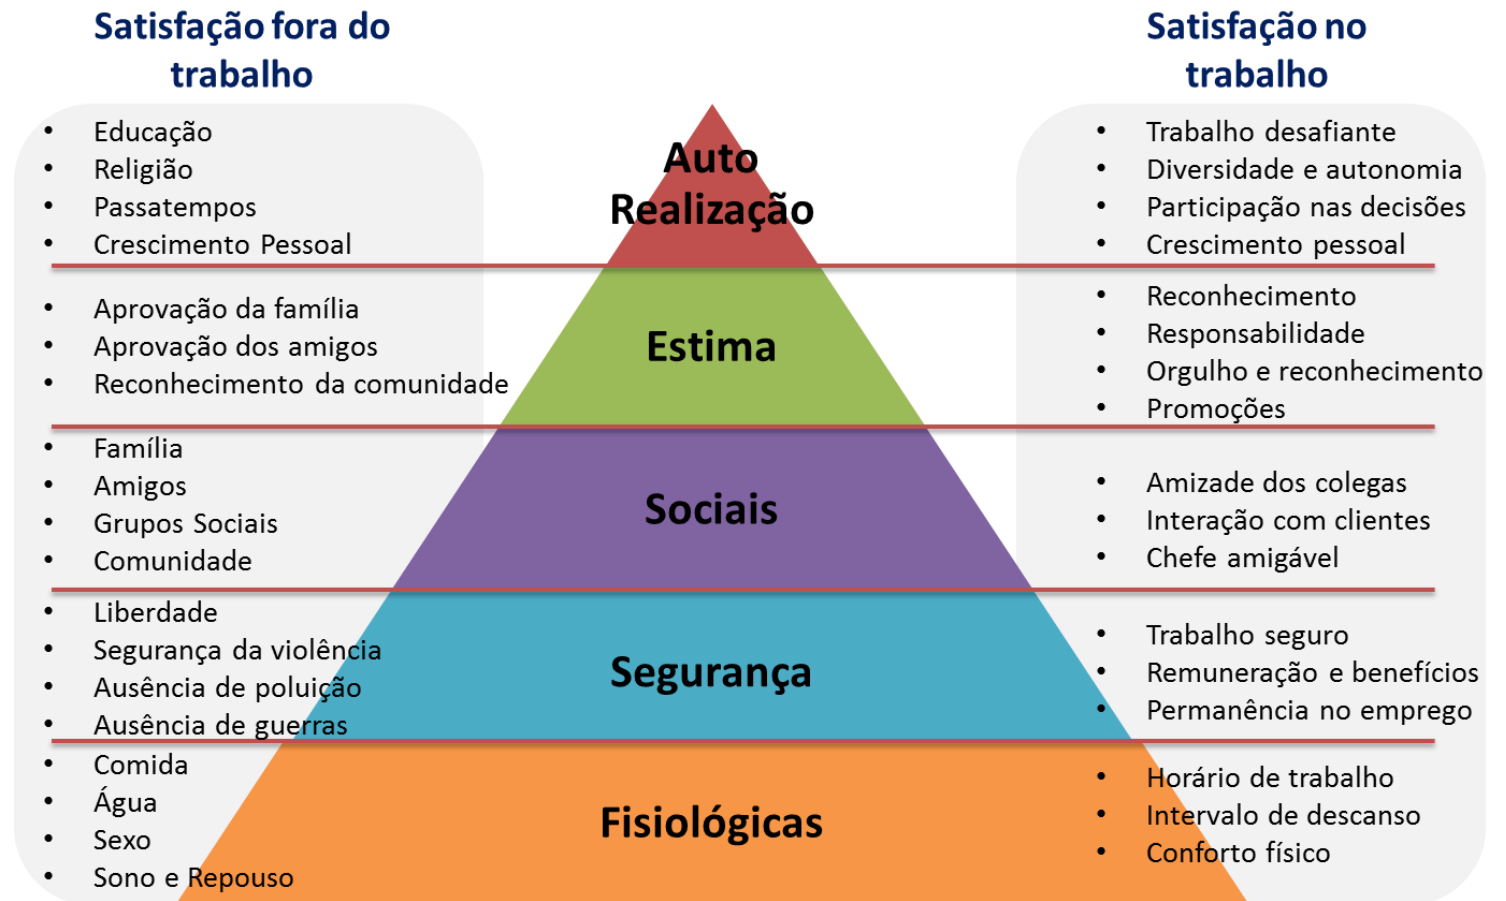 Satisfação fora do
trabalho
Satisfação no
trabalho
• Educação
• Religião
• Passatempos
• Crescimento Pessoal
Auto
Realização
• Trabalho desafiante
• Diversidade e autonomia
• Participação nas decisões
• Crescimento pessoal
• Aprovação da família
• Aprovação dos amigos
• Reconhecimento da comunidade
Estima
• Reconhecimento
• Responsabilidade
• Orgulho e reconhecimento
• Promoções
• Família
• Amigos
• Grupos Sociais
• Comunidade
Sociais
• Amizade dos colegas
• Interação com clientes
• Chefe amigável
• Liberdade
• Segurança da violência
• Ausência de poluição
• Ausência de guerras
Segurança
• Trabalho seguro
• Remuneração e benefícios
• Permanência no emprego
• Comida
• Água
• Sexo
• Sono e Repouso
Fisiológicas
• Horário de trabalho
• Intervalo de descanso
• Conforto físico